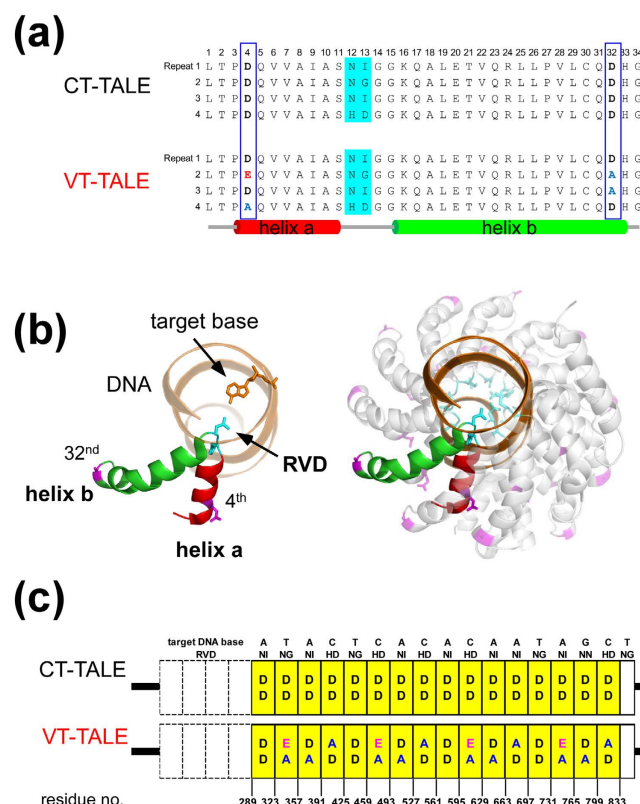 (a)
1 2 3 4 5 6 7 8 9 10 11 12 13 14 15 16 17 18 19 20 21 22 23 24 25 26 27 28 29 30 31 32 33 34
Repeat 1 L T P D Q V V A I A S N I G G K Q A L E T V Q R L L P V L C Q D H G
CT-TALE
2 L T P D Q V V A I A S N G G G K Q A L E T V Q R L L P V L C Q D H G
3 L T P D Q V V A I A S N I G G K Q A L E T V Q R L L P V L C Q D H G
4 L T P D Q V V A I A S H D G G K Q A L E T V Q R L L P V L C Q D H G
Repeat 1 L T P D Q V V A I A S N I G G K Q A L E T V Q R L L P V L C Q D H G
VT-TALE
2 L T P E Q V V A I A S N G G G K Q A L E T V Q R L L P V L C Q A H G
3 L T P D Q V V A I A S N I G G K Q A L E T V Q R L L P V L C Q A H G
4 L T P A Q V V A I A S H D G G K Q A L E T V Q R L L P V L C Q D H G
helix a helix b
(b)
target base
DNA
32nd
RVD
helix b
4th
helix a
(c)
target DNA base A T A C T C A C A C A A T A G C T
RVD NI NG NI HD NG HD NI HD NI HD NI NI NG NI NN HD NG
CT-TALE
D D D D D D D D D D D D D D D D
D D D D D D D D D D D D D D D D
VT-TALE
D E D A D E D A D E D A D E D A
D A A D D A A D D A A D D A A D
residue no. 289 323 357 391 425 459 493 527 561 595 629 663 697 731 765 799 833